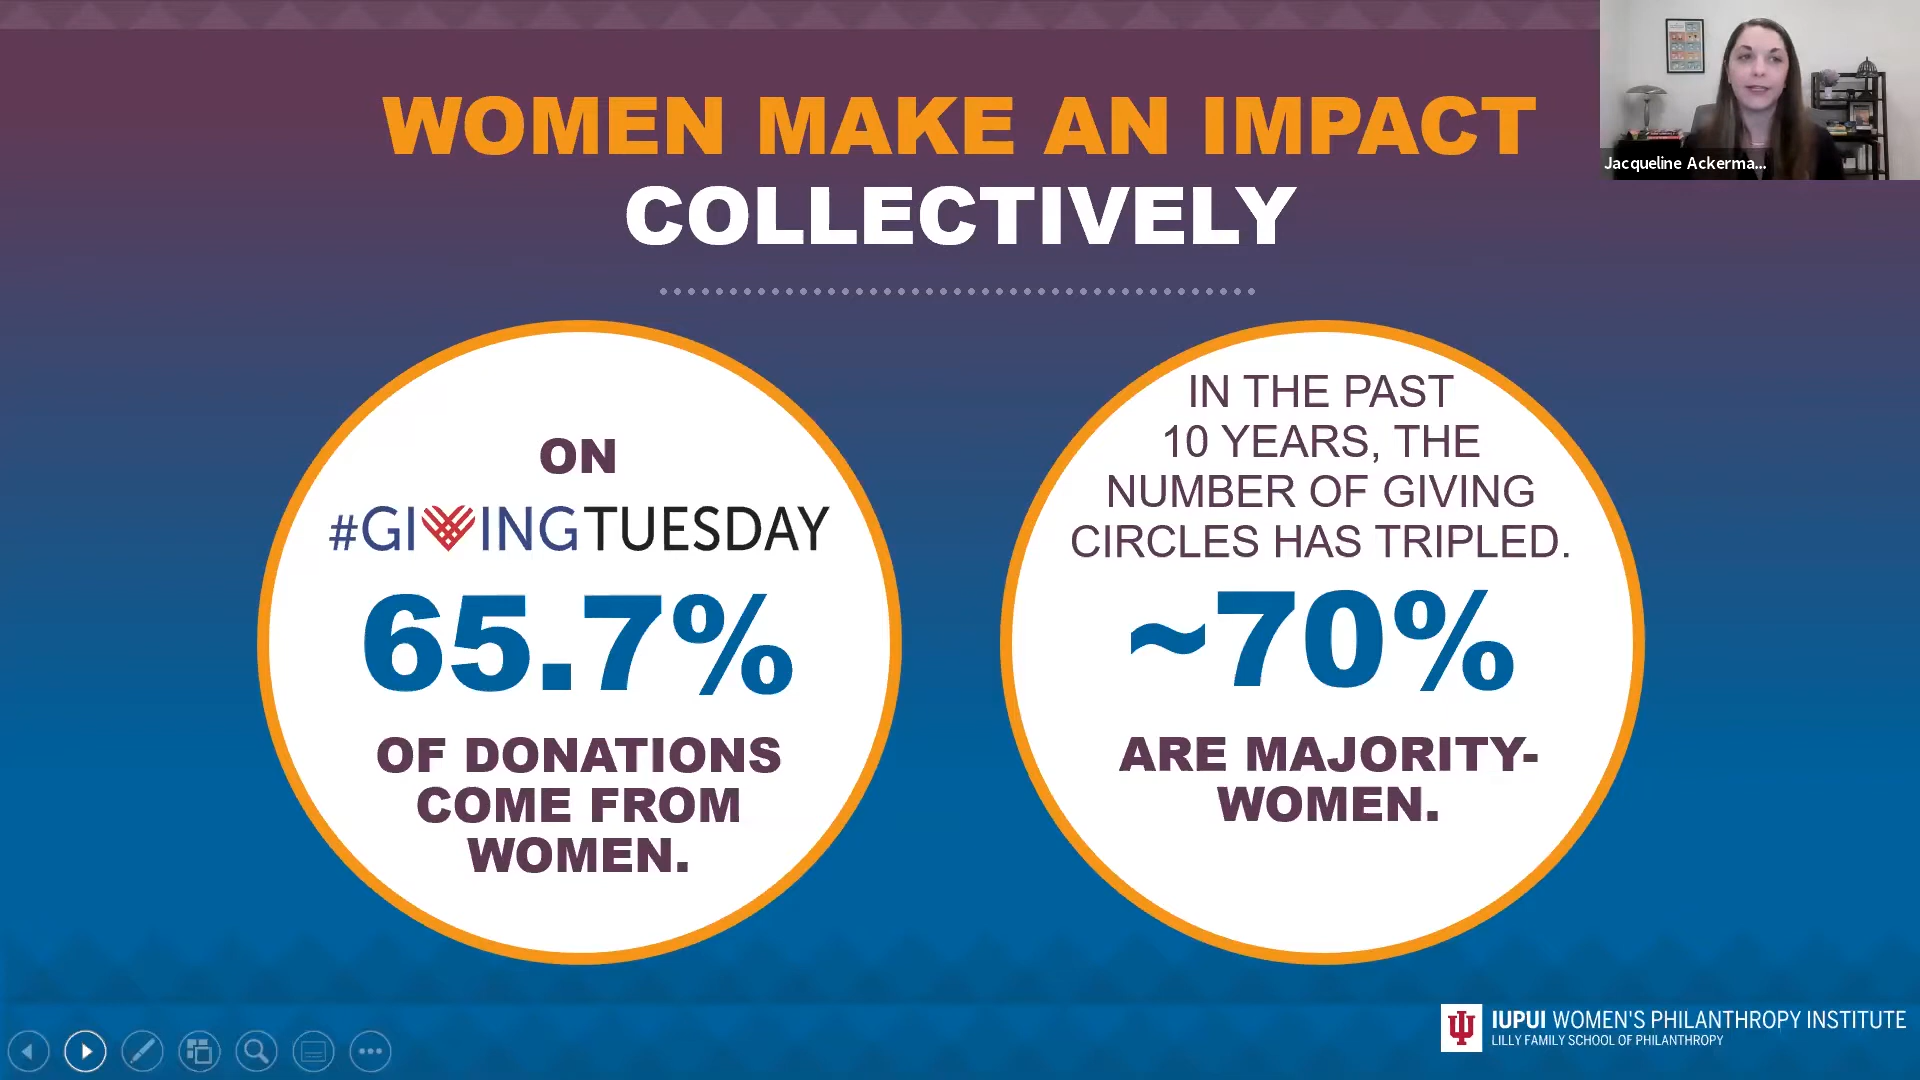 WOMEN MAKE AN IMPACT
COLLECTIVELY
Jacqueline Ackerma...
ON
#GIVINGTUESDAY
65.7%
OF DONATIONS
COME FROM
WOMEN.
IN THE PAST
10 YEARS, THE
NUMBER OF GIVING
CIRCLES HAS TRIPLED.
~70%
ARE MAJORITY-
WOMEN.
IUPUI WOMEN'S PHILANTHROPY INSTITUTE
LILLY FAMILY SCHOOL OF PHILANTHROPY